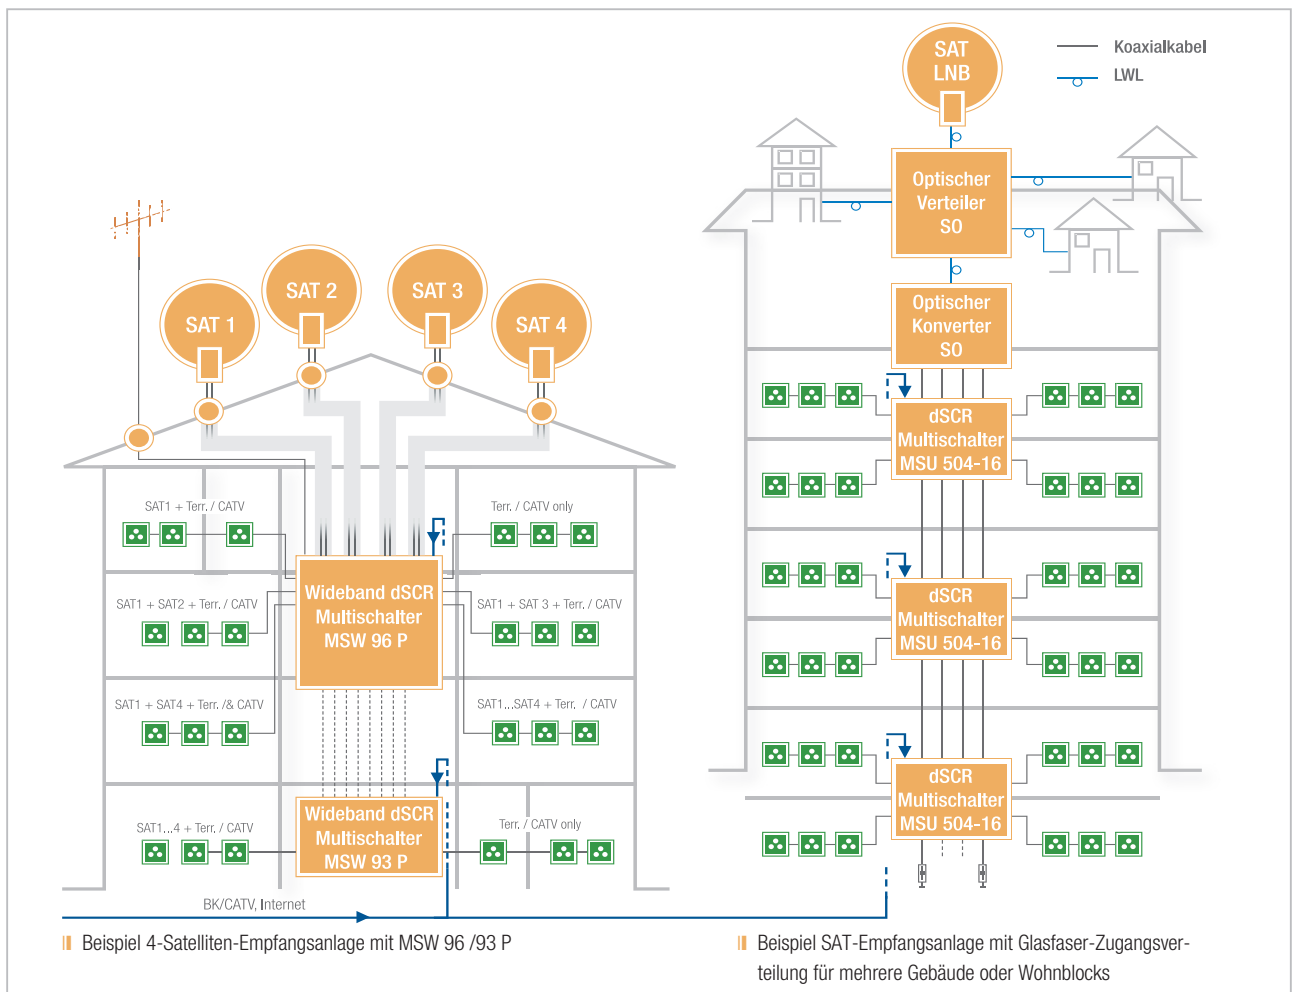 SAT
LNB
Koaxialkabel
LWL
Optischer
Verteiler
SO
Optischer
Konverter
SO
SAT 1
SAT 2
SAT 3
SAT 4
dSCR
Multischalter
MSU 504-16
SAT1 + Terr. / CATV
Terr. / CATV only
Wideband dSCR
Multischalter
MSW 96 P
SAT1 + SAT2 + Terr. / CATV
SAT1 + SAT 3 + Terr. / CATV
dSCR
Multischalter
MSU 504-16
SAT1 + SAT4 + Terr. /& CATV
SAT1...SAT4 + Terr. / CATV
dSCR
Multischalter
MSU 504-16
Wideband dSCR
Multischalter
MSW 93 P
SAT1...4 + Terr. / CATV
Terr. / CATV only
BK/CATV, Internet
Beispiel 4-Satelliten-Empfangsanlage mit MSW 96 /93 P
Beispiel SAT-Empfangsanlage mit Glasfaser-Zugangsver-
teilung für mehrere Gebäude oder Wohnblocks